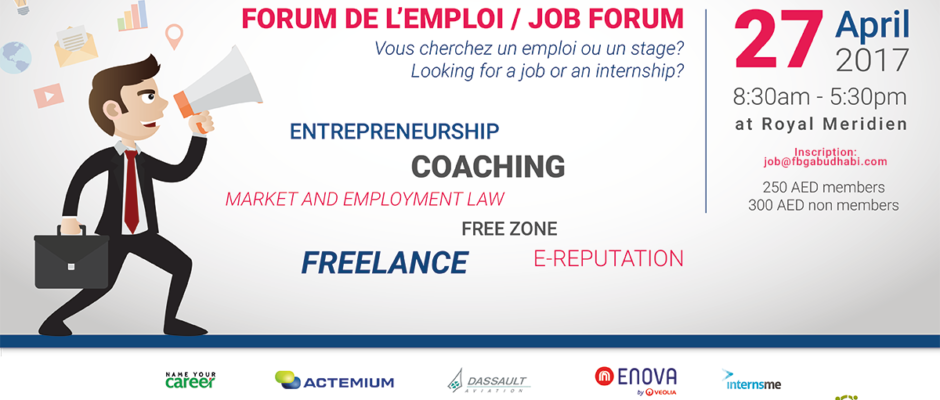 FORUM DE L'EMPLOI / JOB FORUM
Vous cherchez un emploi ou un stage?
Looking for a job or an internship?
ENTREPRENEURSHIP
COACHING
MARKET AND EMPLOYMENT LAW
FREE ZONE
FREELANCE
E-REPUTATION
27 April
2017
8:30am - 5:30pm
at Royal Meridien
Inscription:
job@fbgabudhabi.com
250 AED members
300 AED non members
NAME YOUR
career
ACTEMIUM
DASSAULT
AVIATION
ENOVA
by VEOLIA
internsme